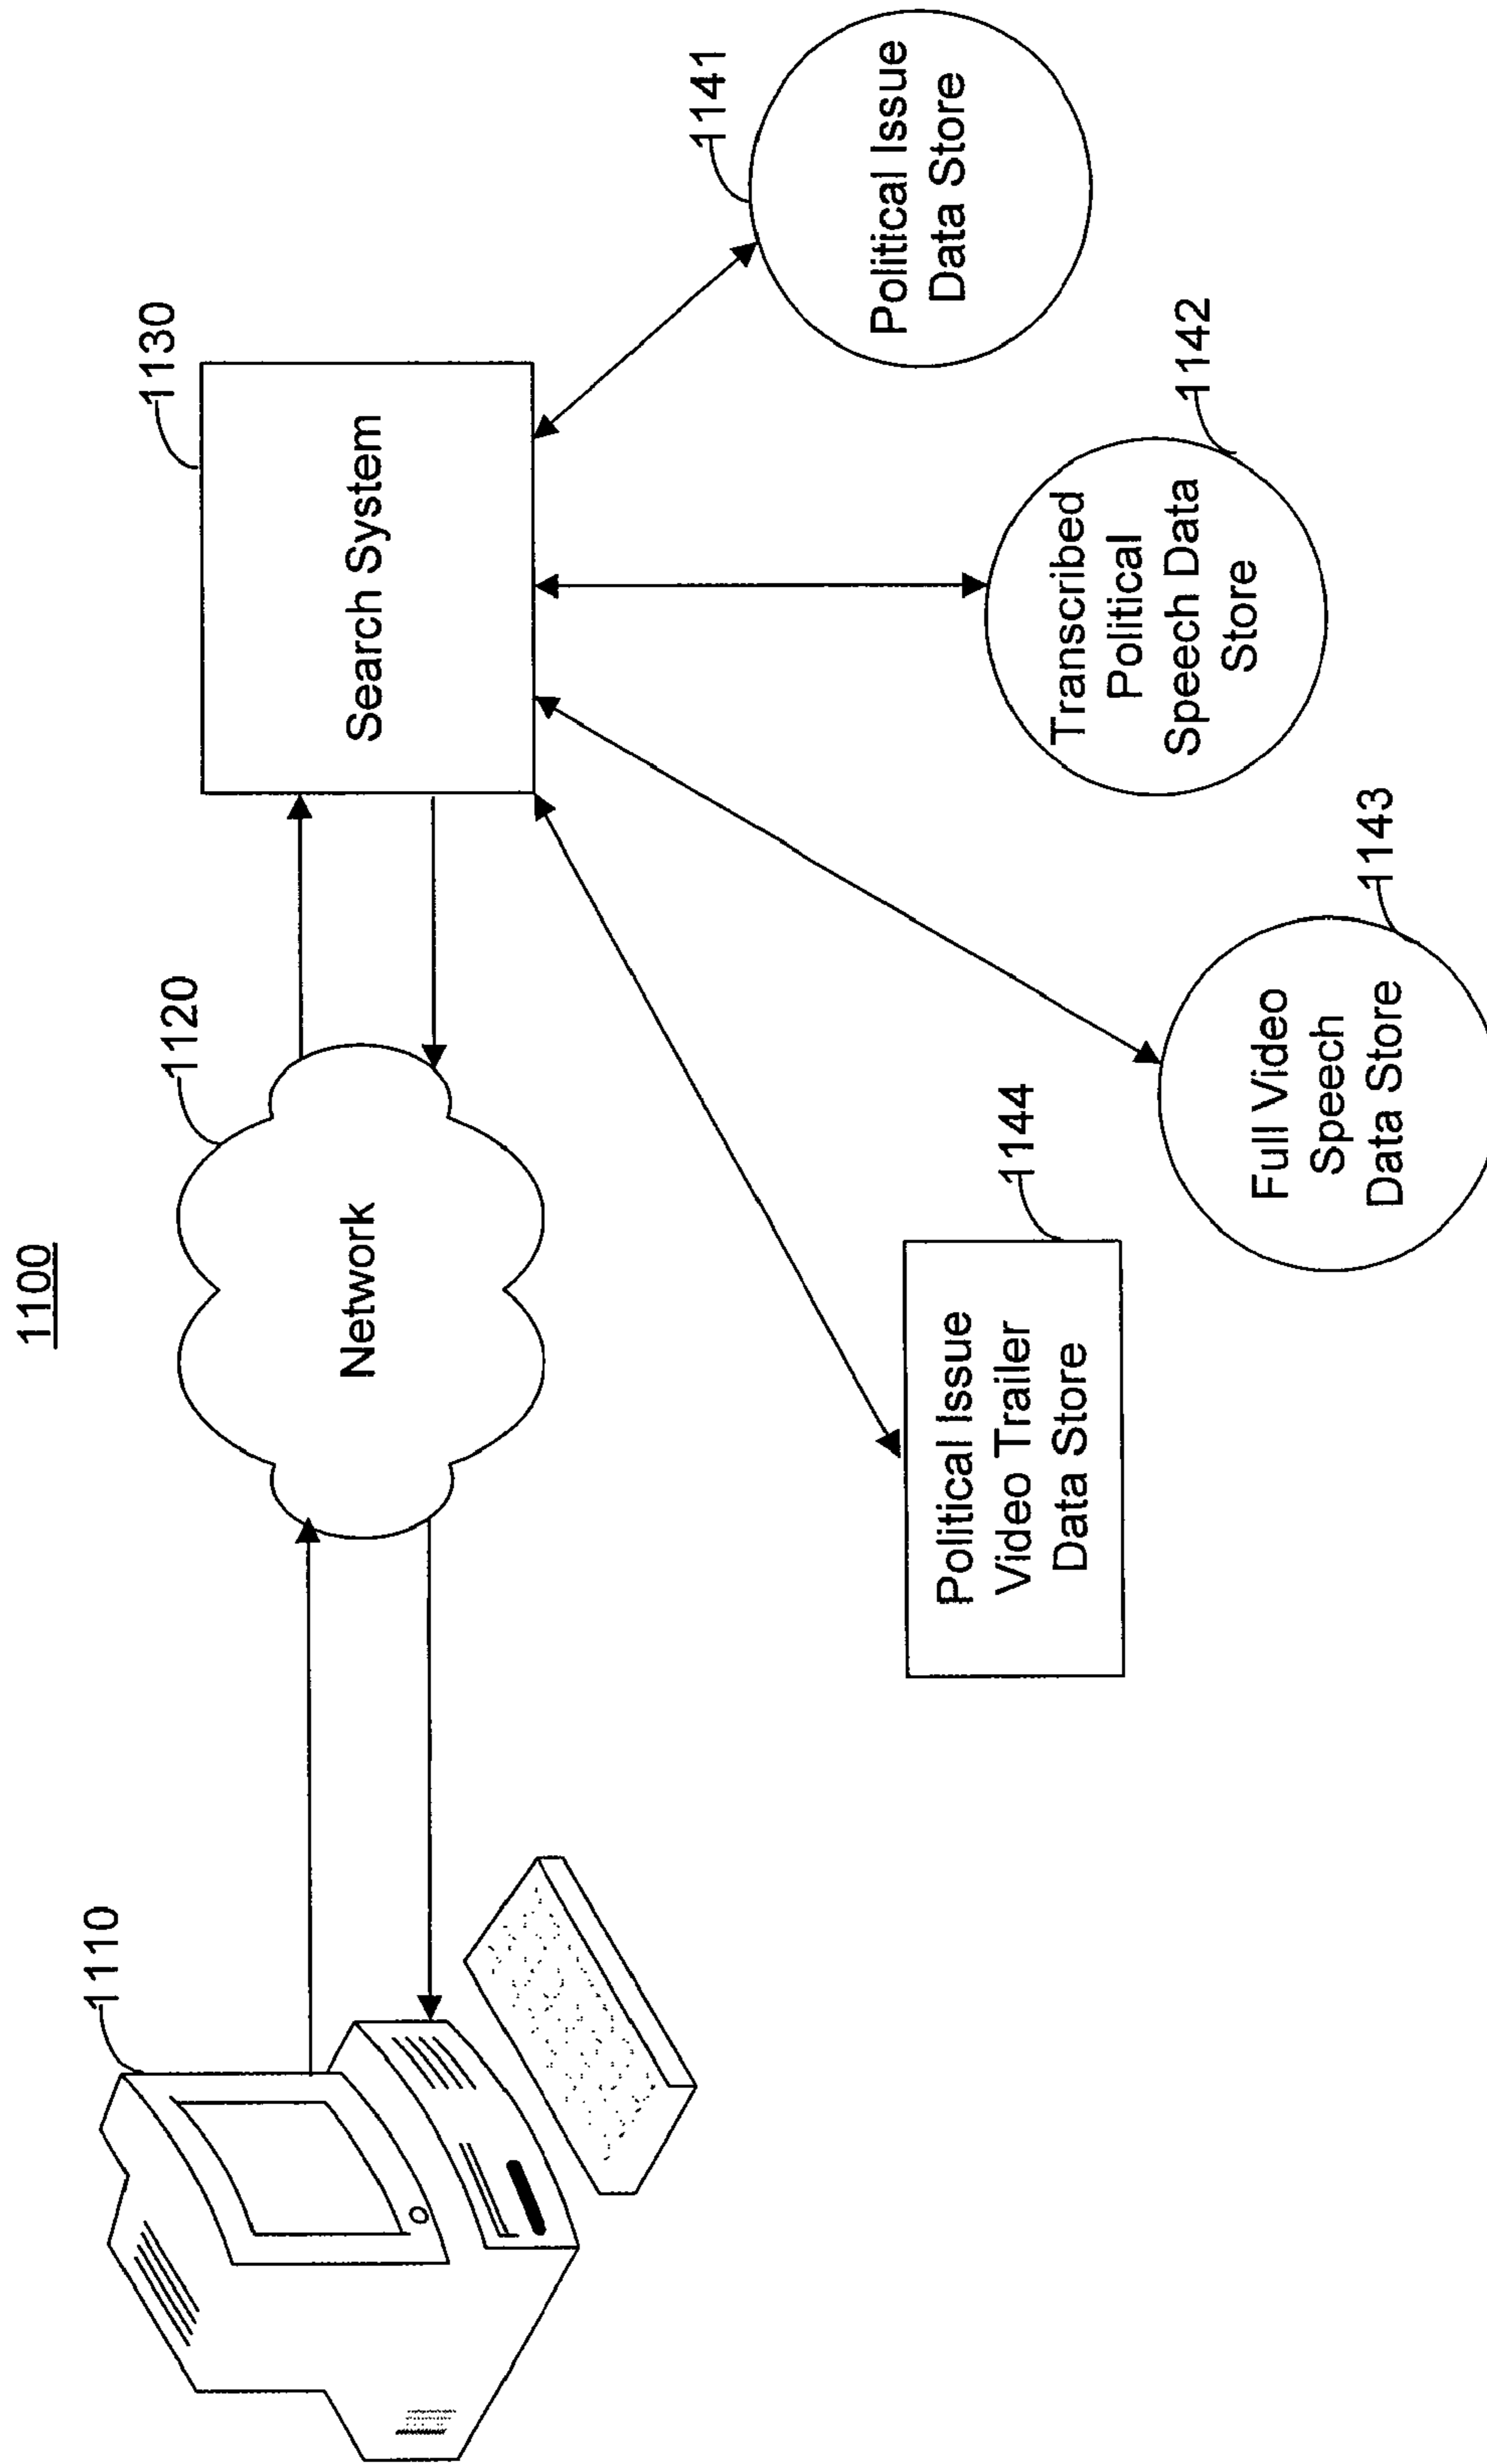 1100
1110
1120
Network
1130
Search System
1144
Political Issue
Video Trailer
Data Store
1143
Full Video
Speech
Data Store
1142
Transcribed
Political
Speech Data
Store
1141
Political Issue
Data Store